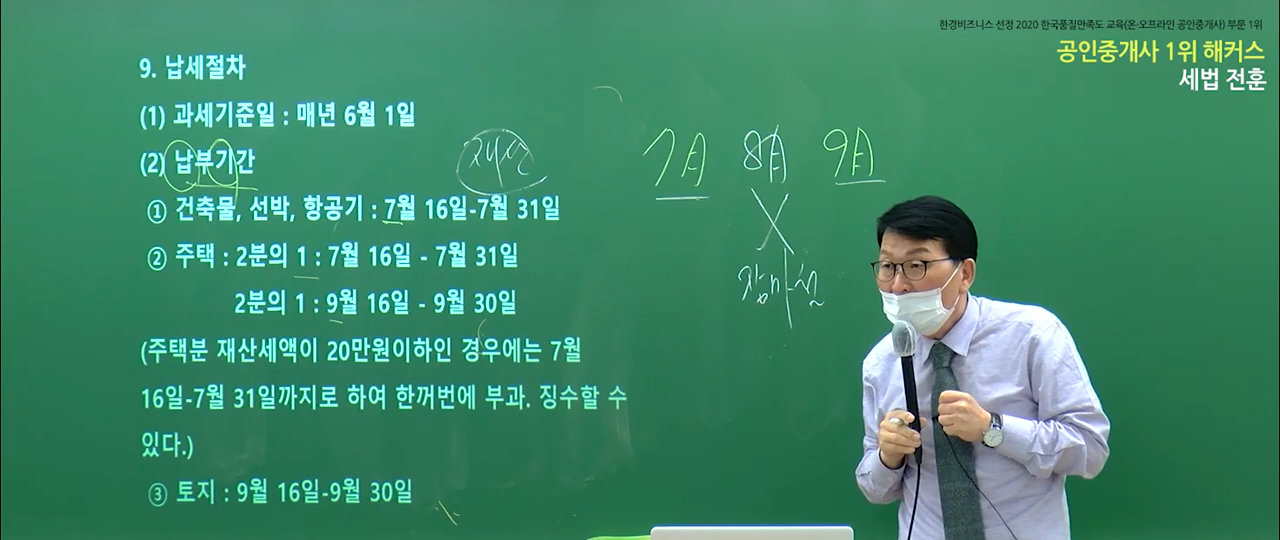 한경비즈니스 선정 2020 한국품질만족도 교육(온·오프라인 공인중개사) 부문 1위
공인중개사 1위 해커스
세법 전훈
9. 납세절차
(1) 과세기준일 : 매년 6월 1일
(2) 납부기간
① 건축물, 선박, 항공기 : 7월 16일-7월 31일
② 주택 : 2분의 1 : 7월 16일 - 7월 31일
2분의 1 : 9월 16일 - 9월 30일
(주택분 재산세액이 20만원이하인 경우에는 7월
16일-7월 31일까지로 하여 한꺼번에 부과. 징수할 수
있다.)
③ 토지 : 9월 16일-9월 30일
재산
7月 8月 9月